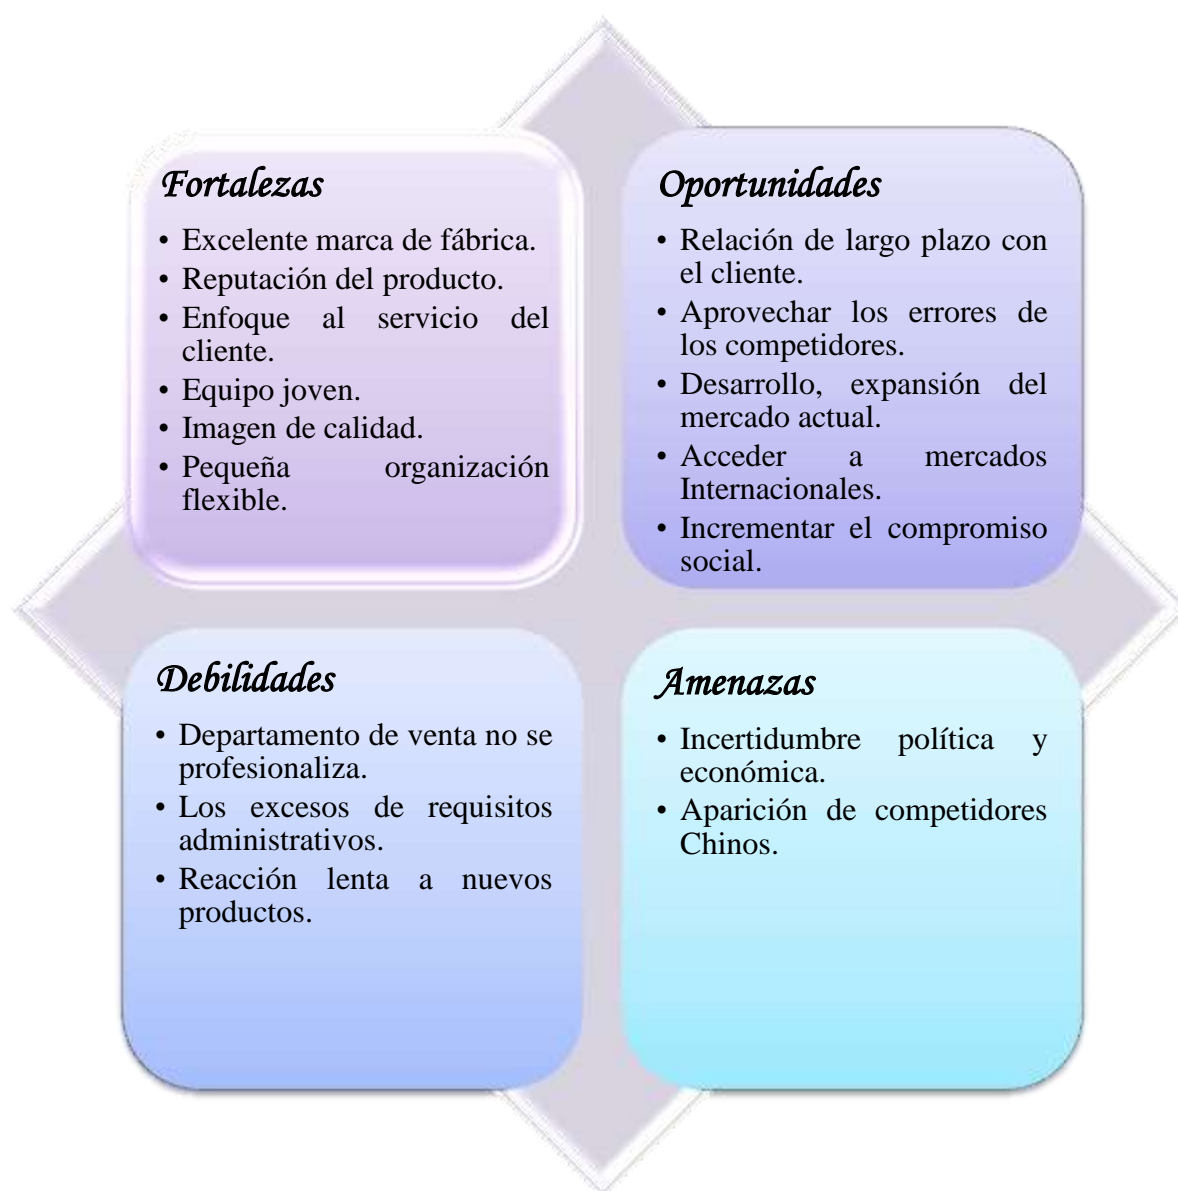 Fortalezas
• Excelente marca de fábrica.
• Reputación del producto.
• Enfoque al servicio del
cliente.
• Equipo joven.
• Imagen de calidad.
• Pequeña organización
flexible.
Oportunidades
• Relación de largo plazo con
el cliente.
• Aprovechar los errores de
los competidores.
• Desarrollo, expansión del
mercado actual.
• Acceder a mercados
Internacionales.
• Incrementar el compromiso
social.
Debilidades
• Departamento de venta no se
profesionaliza.
• Los excesos de requisitos
administrativos.
• Reacción lenta a nuevos
productos.
Amenazas
• Incertidumbre política y
económica.
• Aparición de competidores
Chinos.